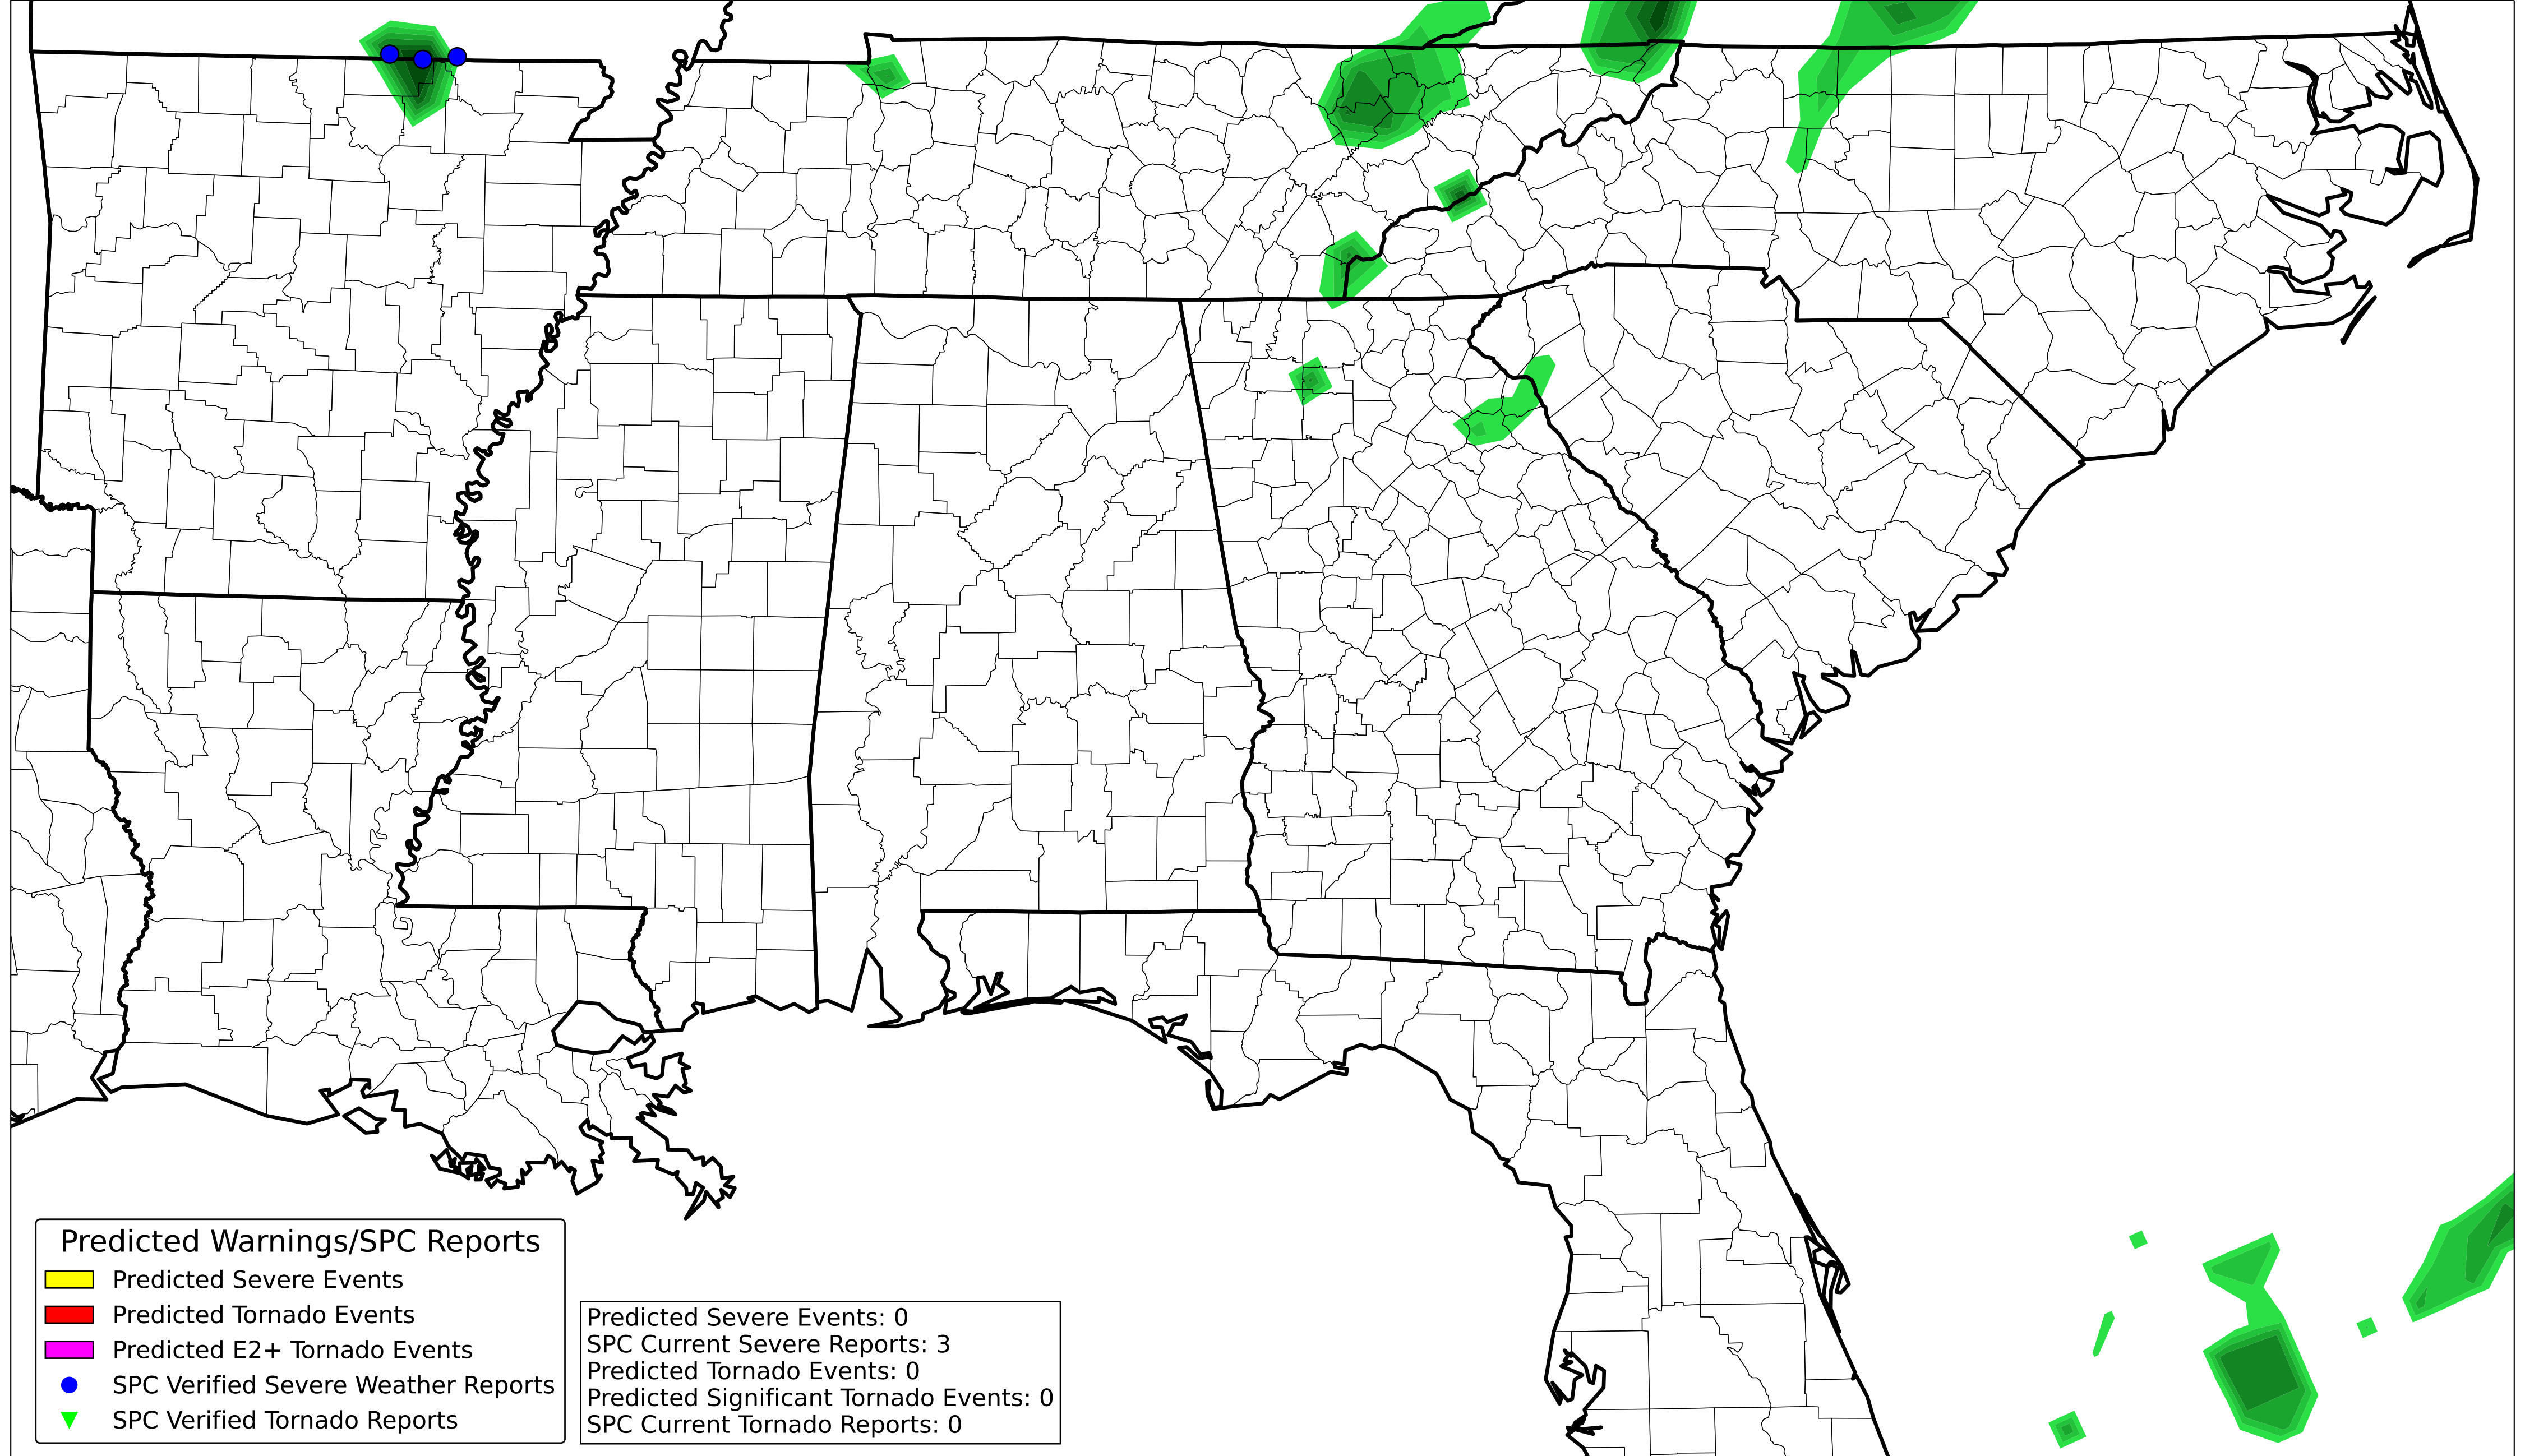 Predicted Warnings/SPC Reports
Predicted Severe Events
Predicted Tornado Events
Predicted E2+ Tornado Events
SPC Verified Severe Weather Reports
SPC Verified Tornado Reports
Predicted Severe Events: 0
SPC Current Severe Reports: 3
Predicted Tornado Events: 0
Predicted Significant Tornado Events: 0
SPC Current Tornado Reports: 0